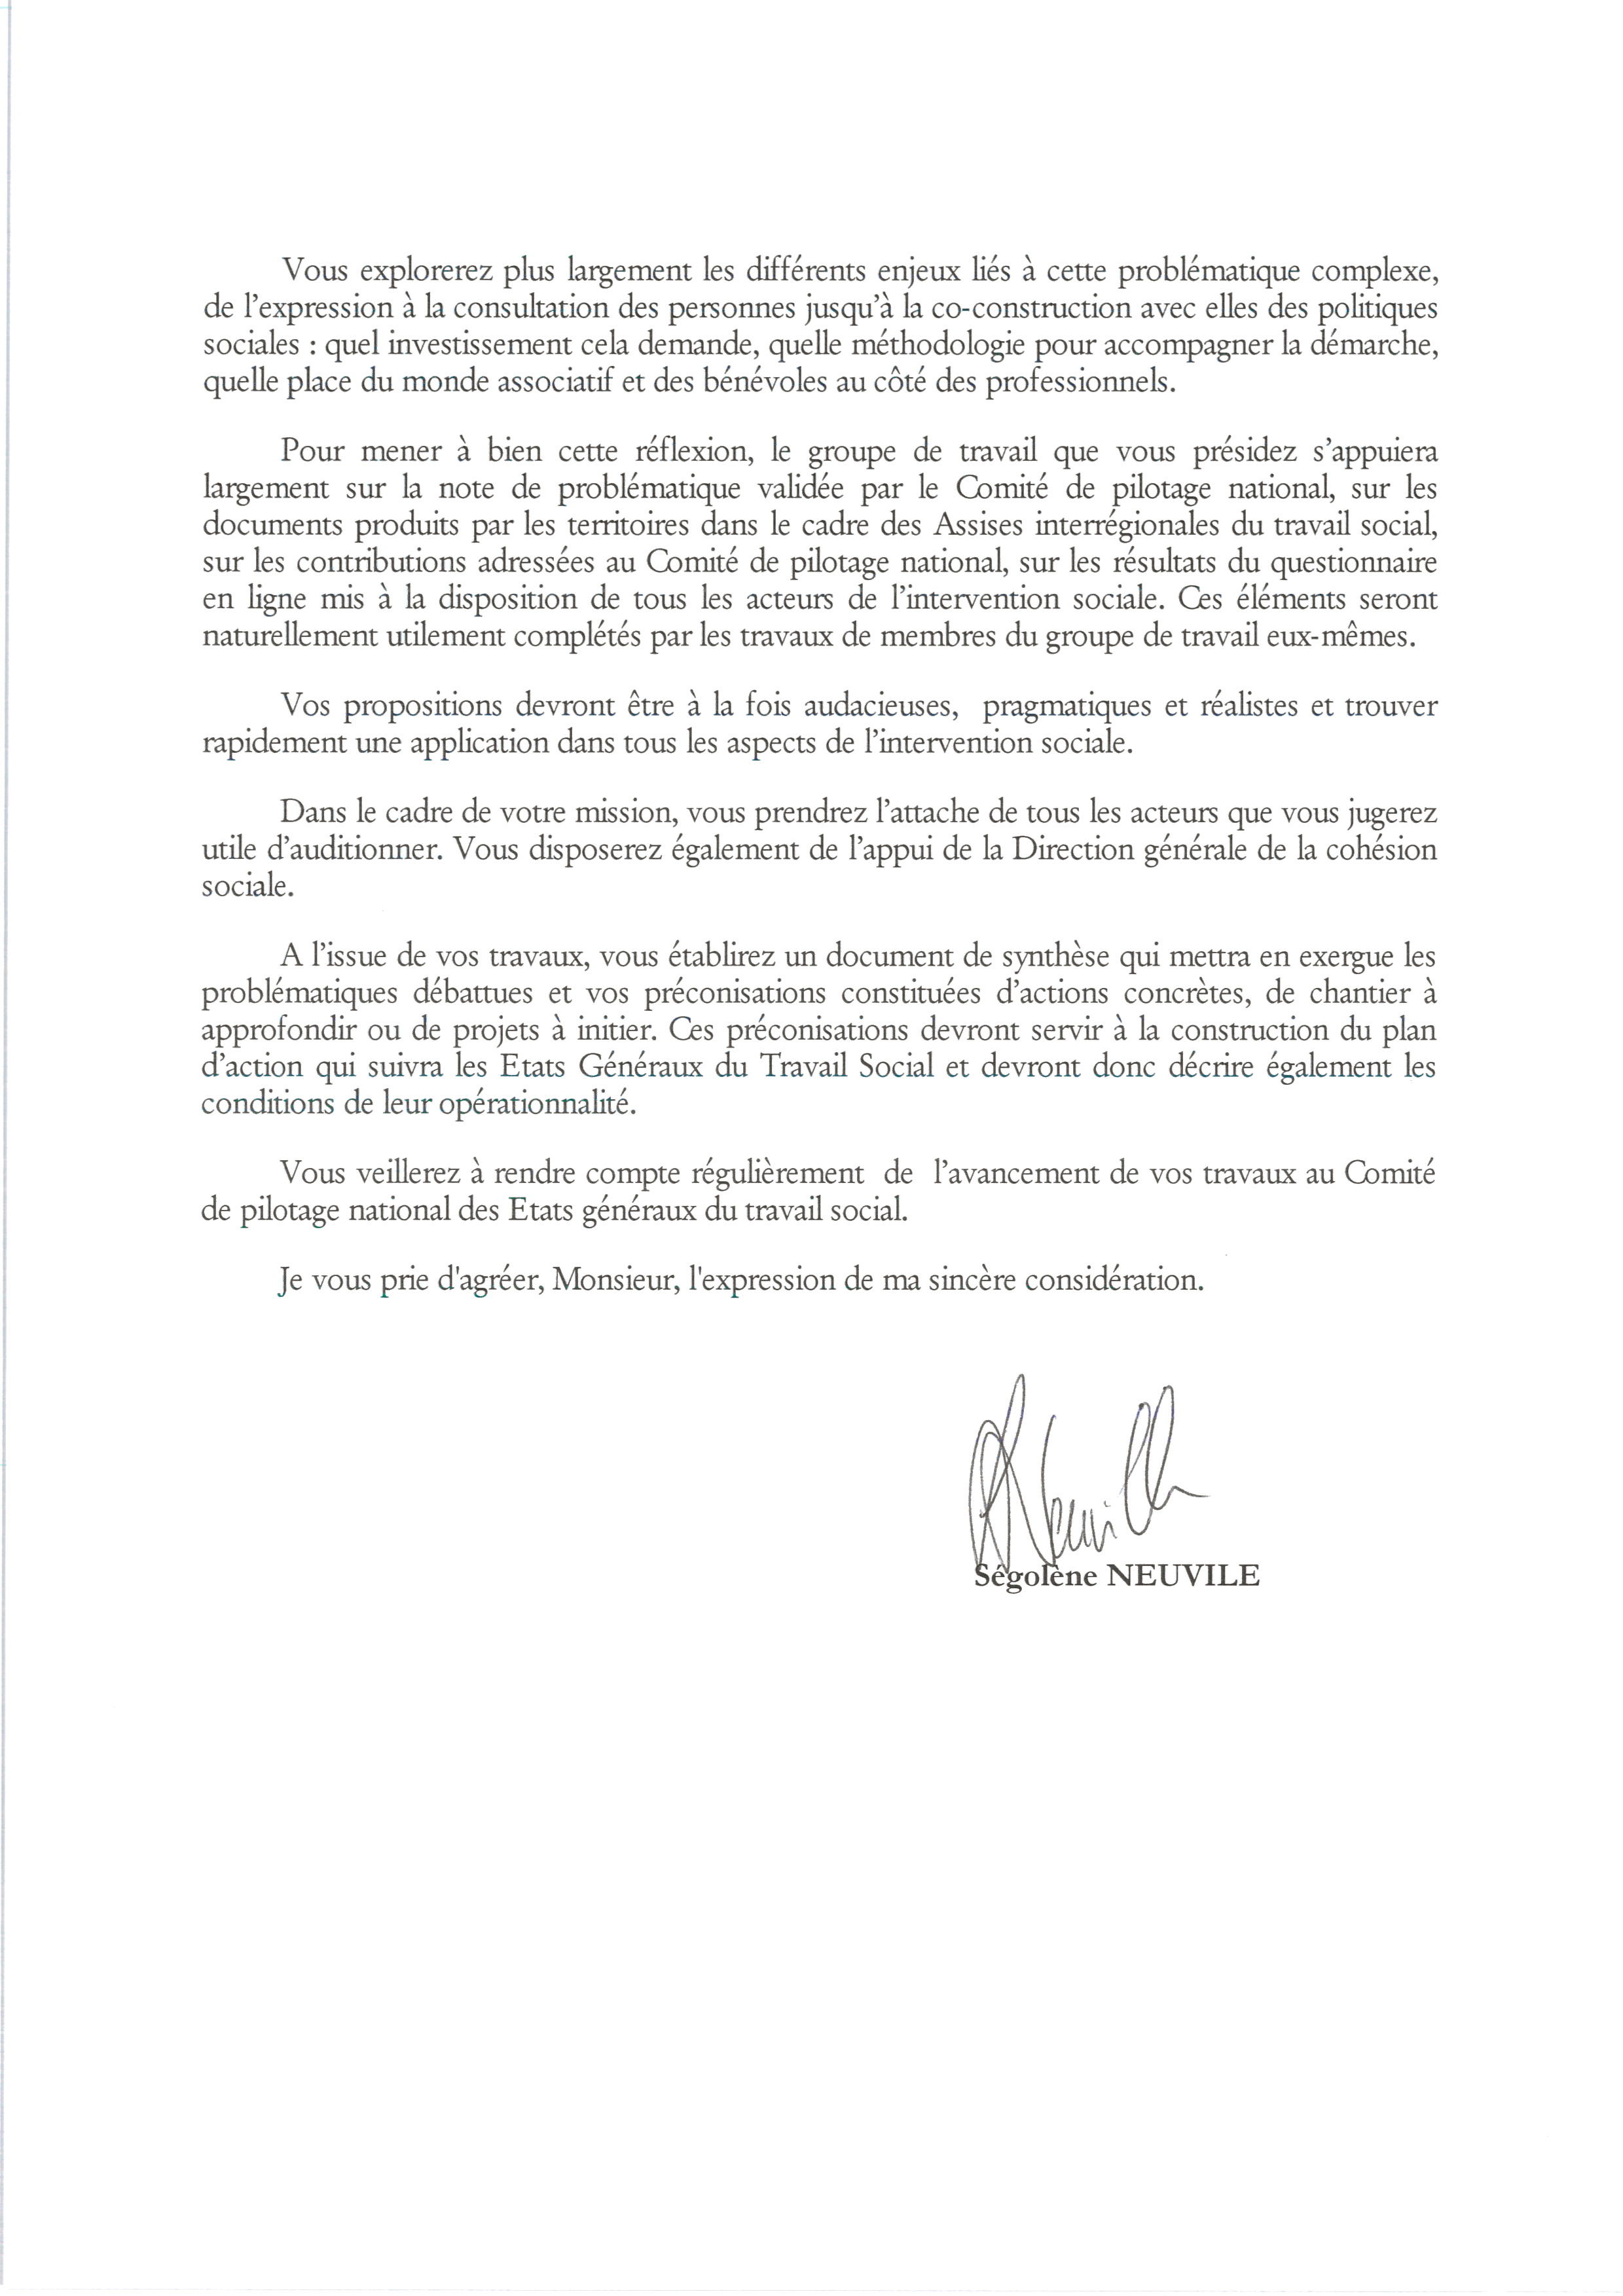 Vous explorerez plus largement les différents enjeux liés à cette problématique complexe,
de l’expression à la consultation des personnes jusqu’à la co-construction avec elles des politiques
sociales : quel investissement cela demande, quelle méthodologie pour accompagner la démarche,
quelle place du monde associatif et des bénévoles au côté des professionnels.
Pour mener à bien cette réflexion, le groupe de travail que vous présidez s’appuiera
largement sur la note de problématique validée par le Comité de pilotage national, sur les
documents produits par les territoires dans le cadre des Assises interrégionales du travail social,
sur les contributions adressées au Comité de pilotage national, sur les résultats du questionnaire
en ligne mis à la disposition de tous les acteurs de l’intervention sociale. Ces éléments seront
naturellement utilement complétés par les travaux de membres du groupe de travail eux-mêmes.
Vos propositions devront être à la fois audacieuses, pragmatiques et réalistes et trouver
rapidement une application dans tous les aspects de l’intervention sociale.
Dans le cadre de votre mission, vous prendrez l’attache de tous les acteurs que vous jugerez
utile d’auditionner. Vous disposerez également de l’appui de la Direction générale de la cohésion
sociale.
A l’issue de vos travaux, vous établirez un document de synthèse qui mettra en exergue les
problématiques débattues et vos préconisations constituées d’actions concrètes, de chantier à
approfondir ou de projets à initier. Ces préconisations devront servir à la construction du plan
d’action qui suivra les Etats Généraux du Travail Social et devront donc décrire également les
conditions de leur opérationnalité.
Vous veillerez à rendre compte régulièrement de l’avancement de vos travaux au Comité
de pilotage national des Etats généraux du travail social.
Je vous prie d'agréer, Monsieur, l'expression de ma sincère considération.
Ségolène NEUVILE